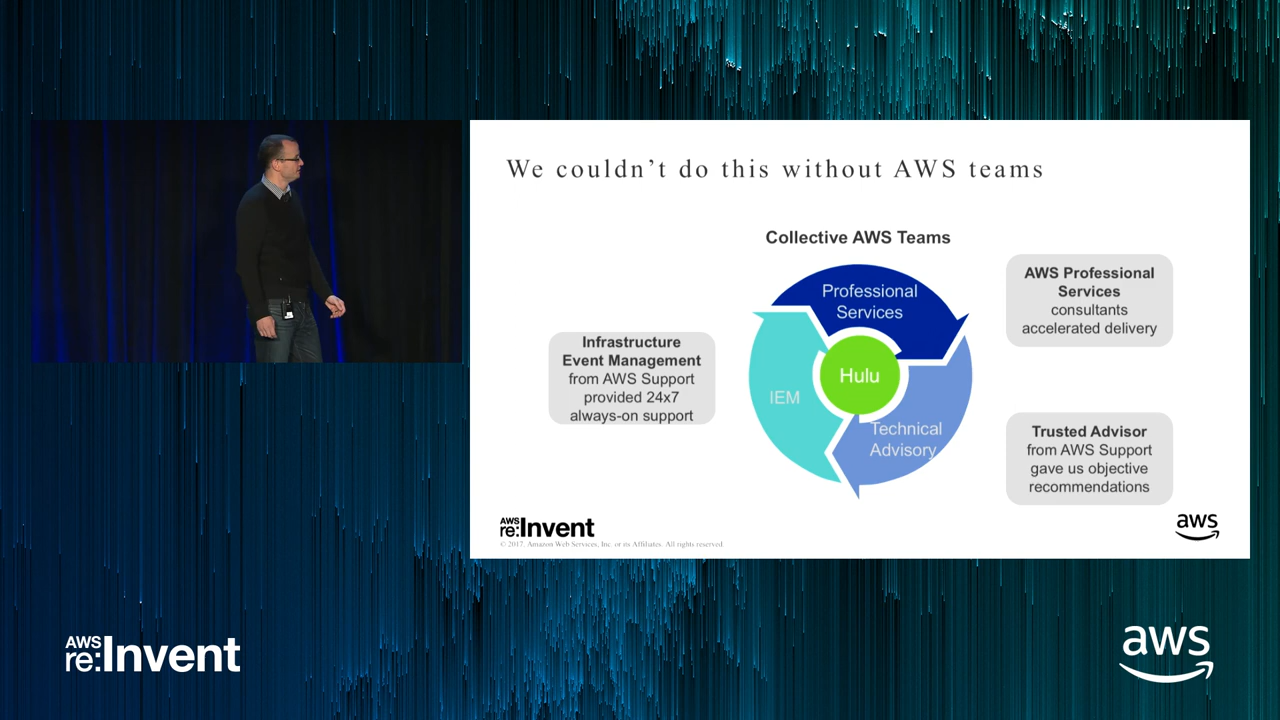 We couldn’t do this without AWS teams
Collective AWS Teams
Professional
Services
Hulu
IEM
Technical
Advisory
AWS Professional
Services
consultants
accelerated delivery
Infrastructure
Event Management
from AWS Support
provided 24x7
always-on support
Trusted Advisor
from AWS Support
gave us objective
recommendations
AWS
re:Invent
© 2017, Amazon Web Services, Inc. or its Affiliates. All rights reserved.
aws
AWS
re:Invent
aws